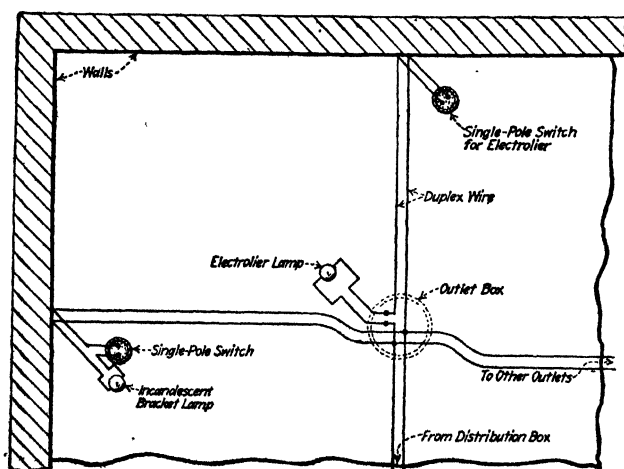 Walls
Single-Pole Switch
for Electrolier
Duplex Wire
Electrolier Lamp
Outlet Box
Single-Pole Switch
To Other Outlets
Incandescent
Bracket Lamp
From Distribution Box